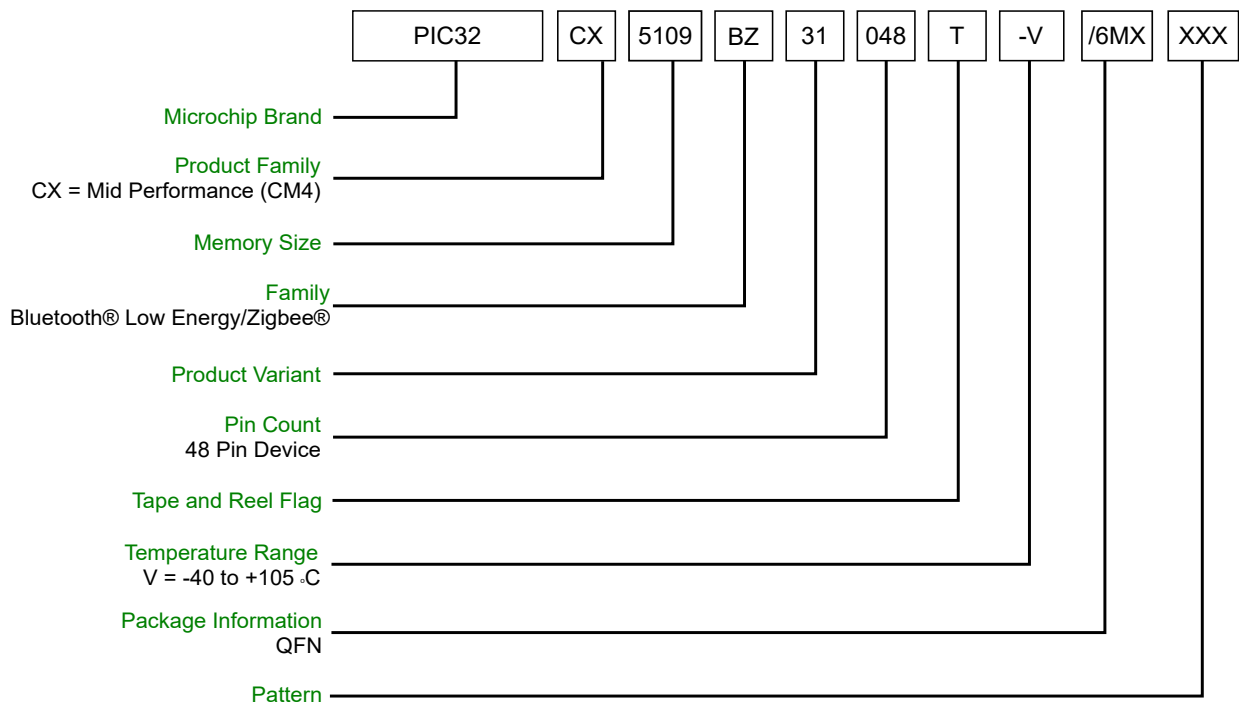 PIC32 CX 5109 BZ 31 048 T -V /6MX XXX
Microchip Brand
Product Family
CX = Mid Performance (CM4)
Memory Size
Family
Bluetooth® Low Energy/Zigbee®
Product Variant
Pin Count
48 Pin Device
Tape and Reel Flag
Temperature Range
V = -40 to +105 °C
Package Information
QFN
Pattern